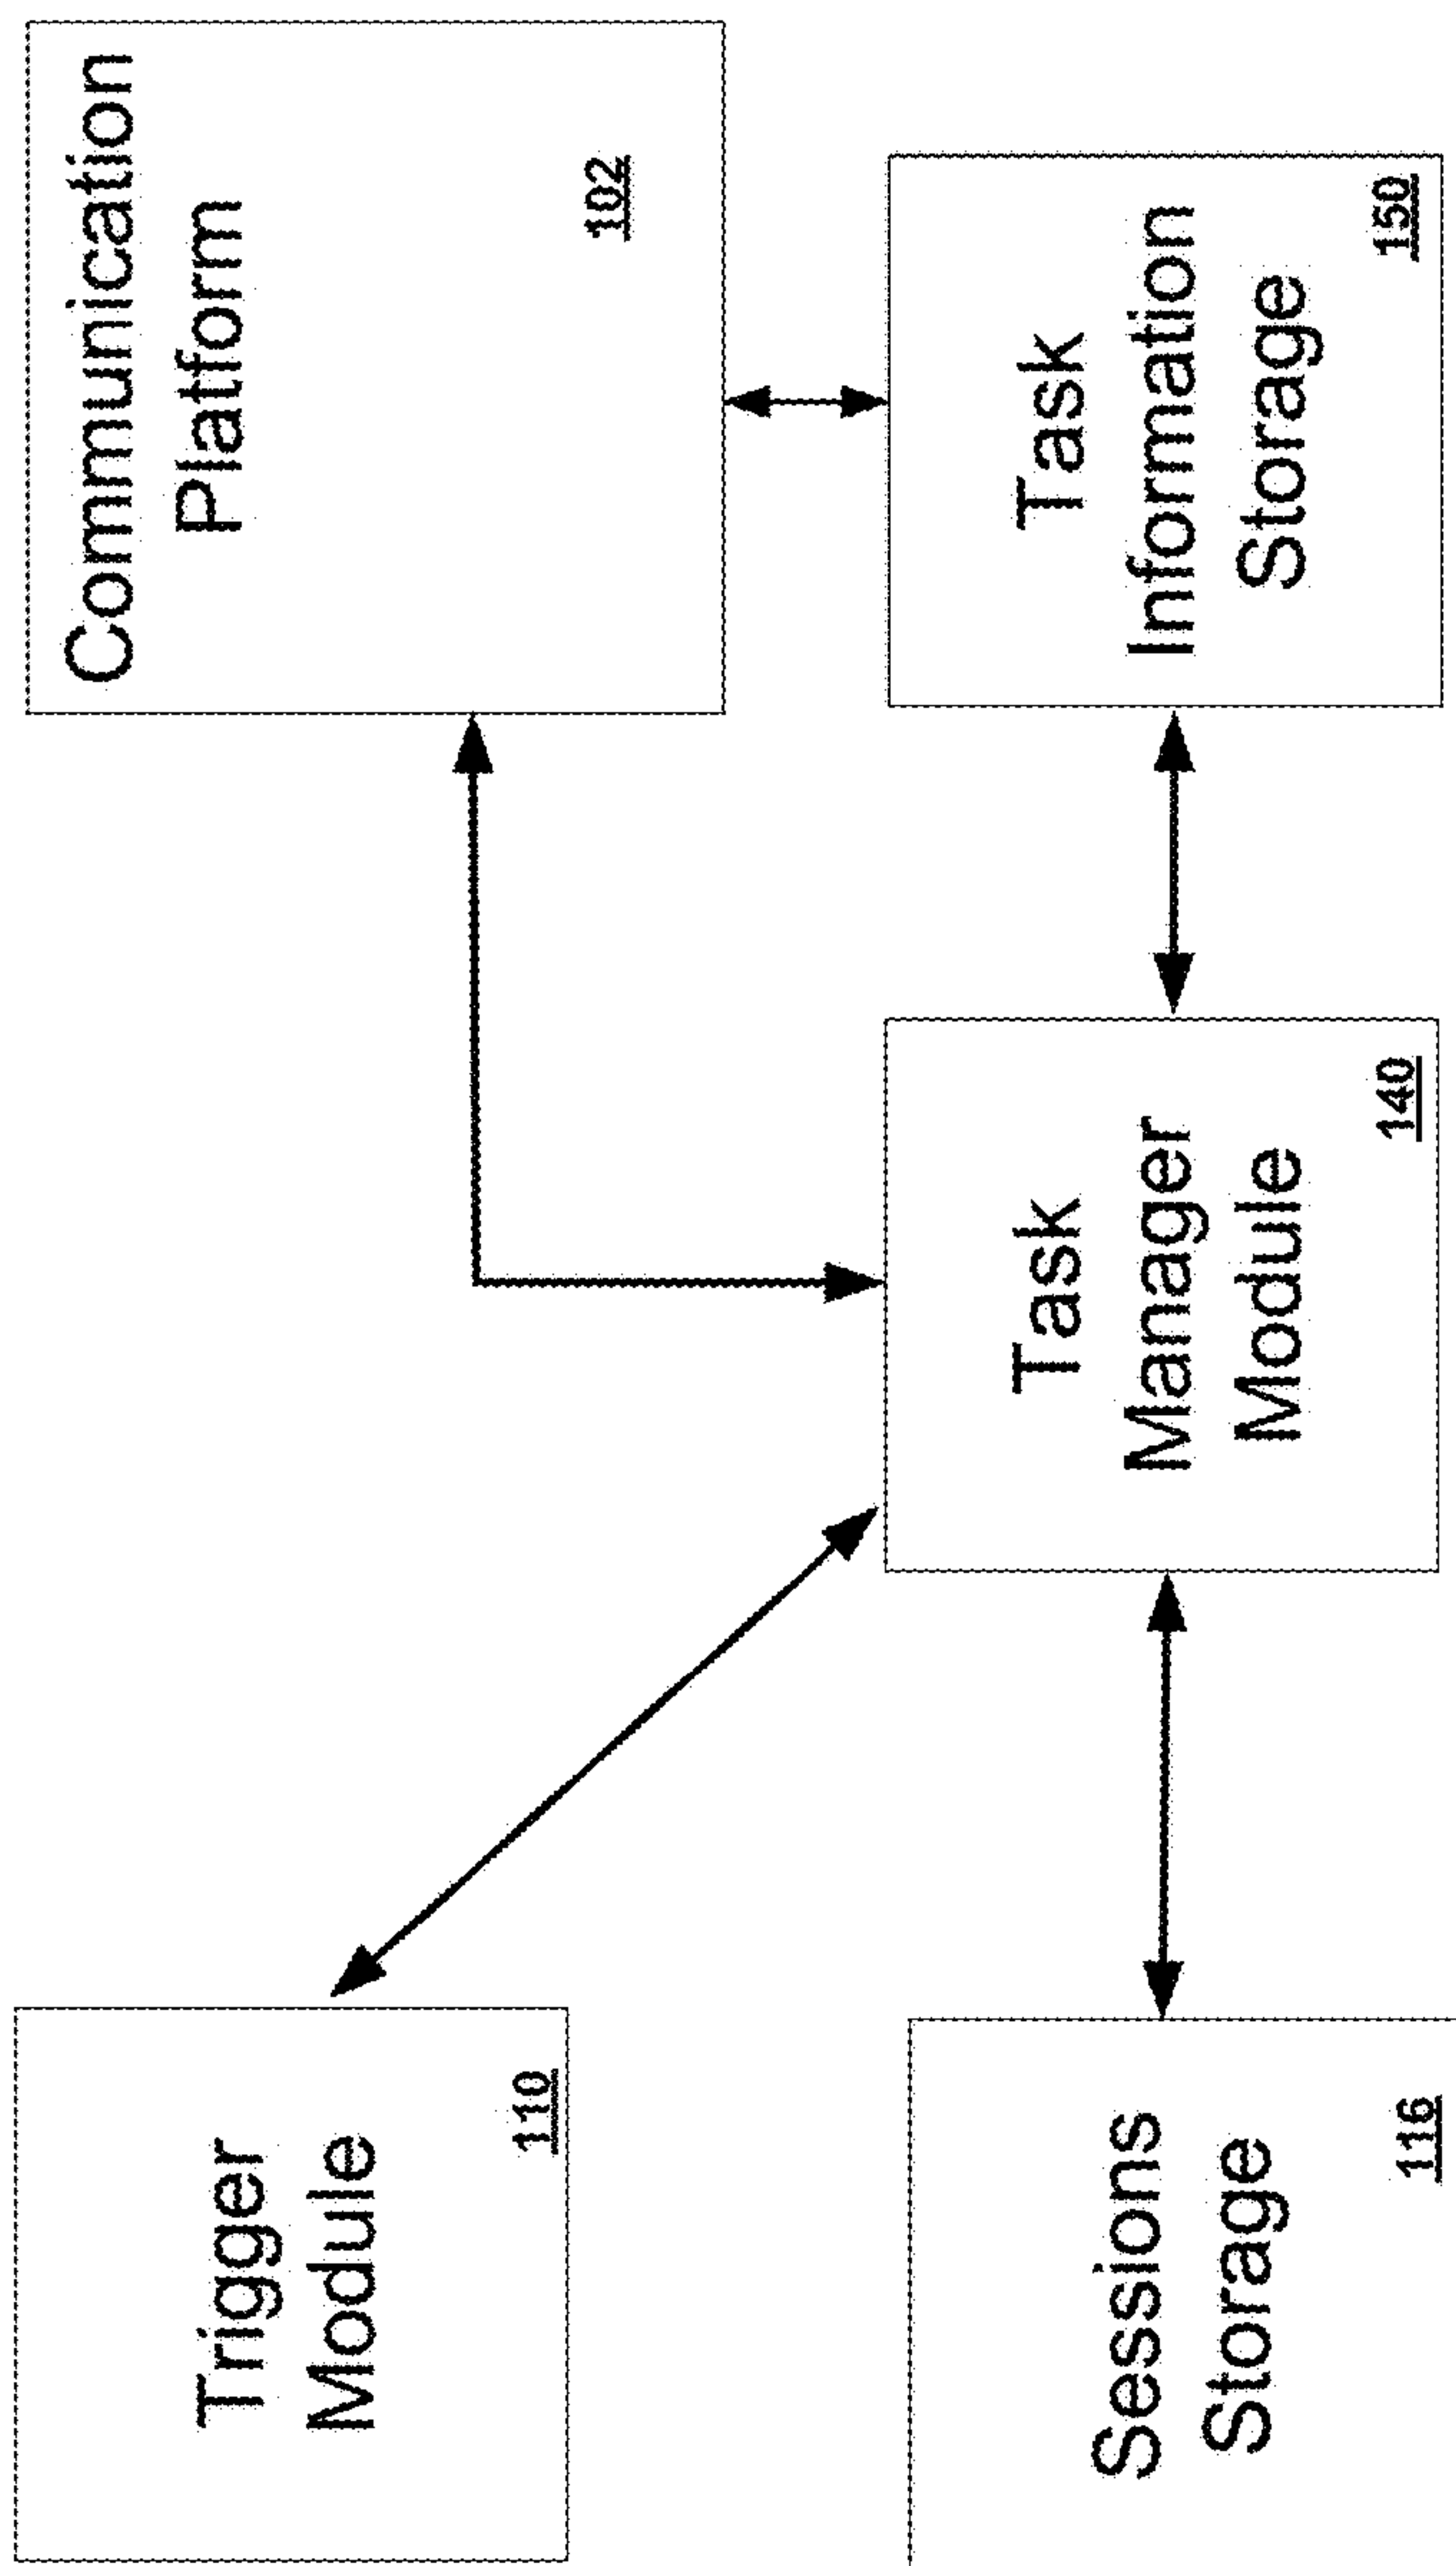 Trigger
Module
110
Communication
Platform
102
Sessions
Storage
116
Task
Manager
Module
140
Task
Information
Storage
150